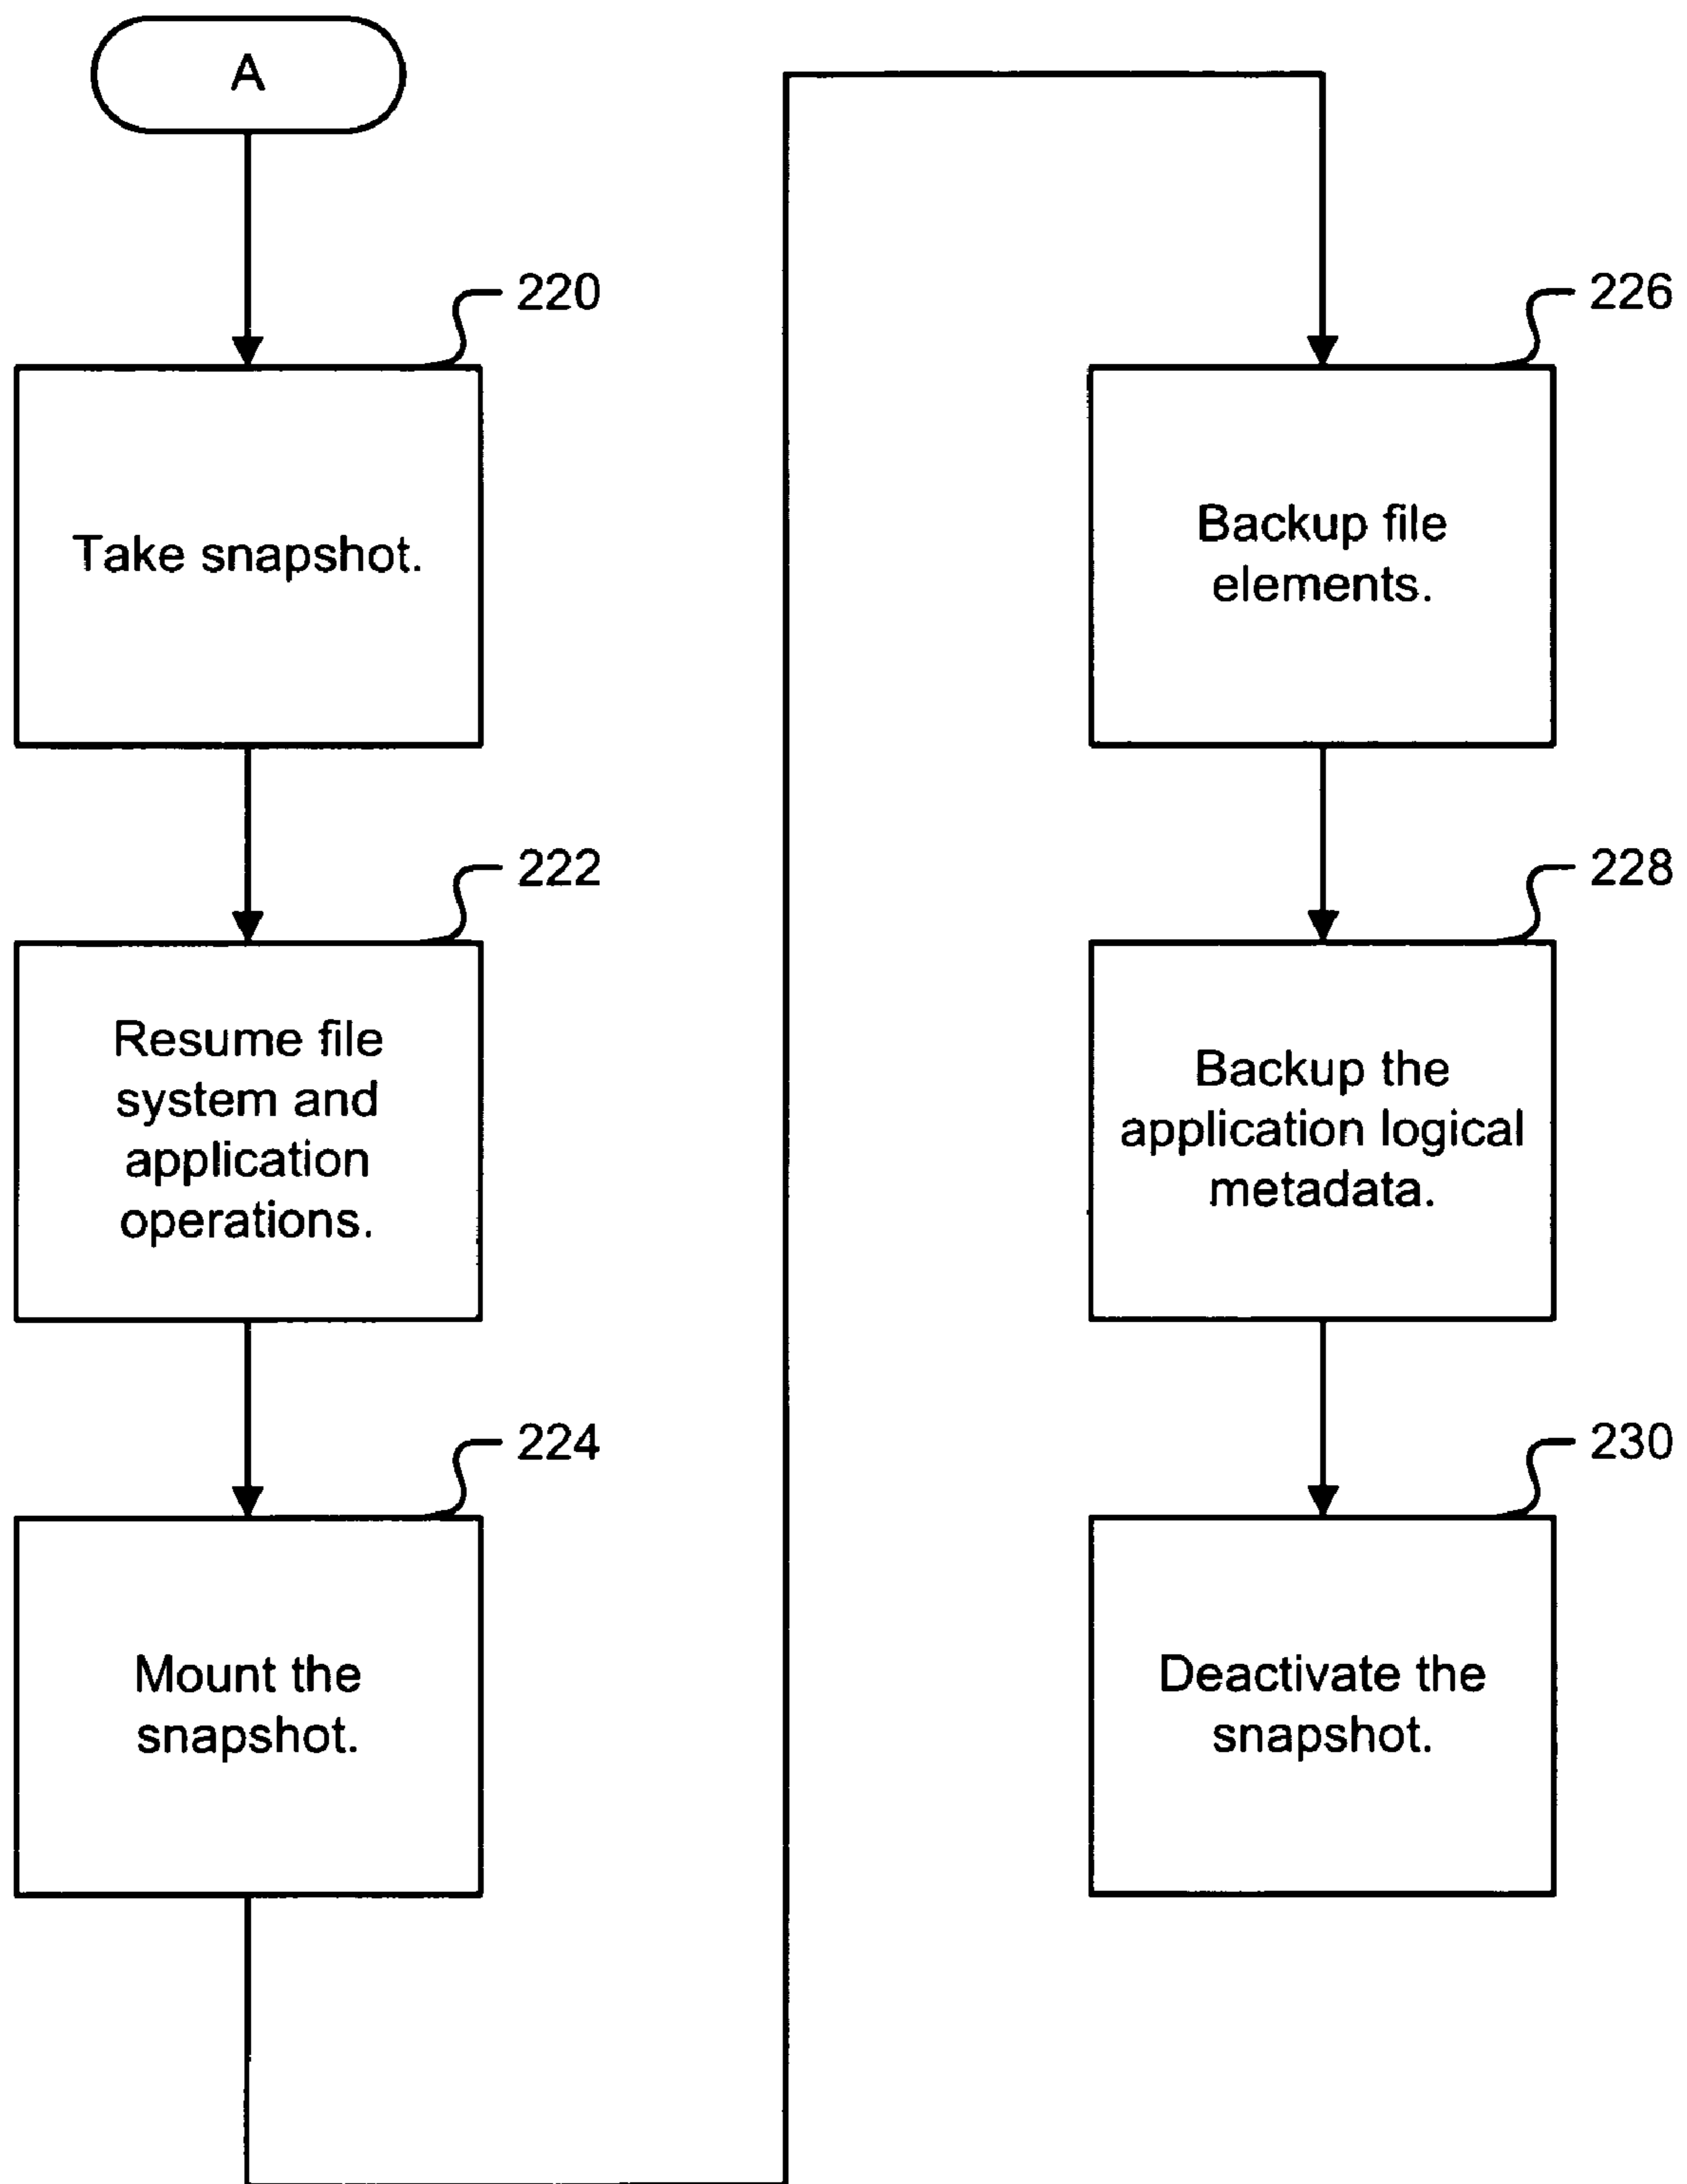 A
220
Take snapshot.
222
Resume file
system and
application
operations.
224
Mount the
snapshot.
226
Backup file
elements.
228
Backup the
application logical
metadata.
230
Deactivate the
snapshot.